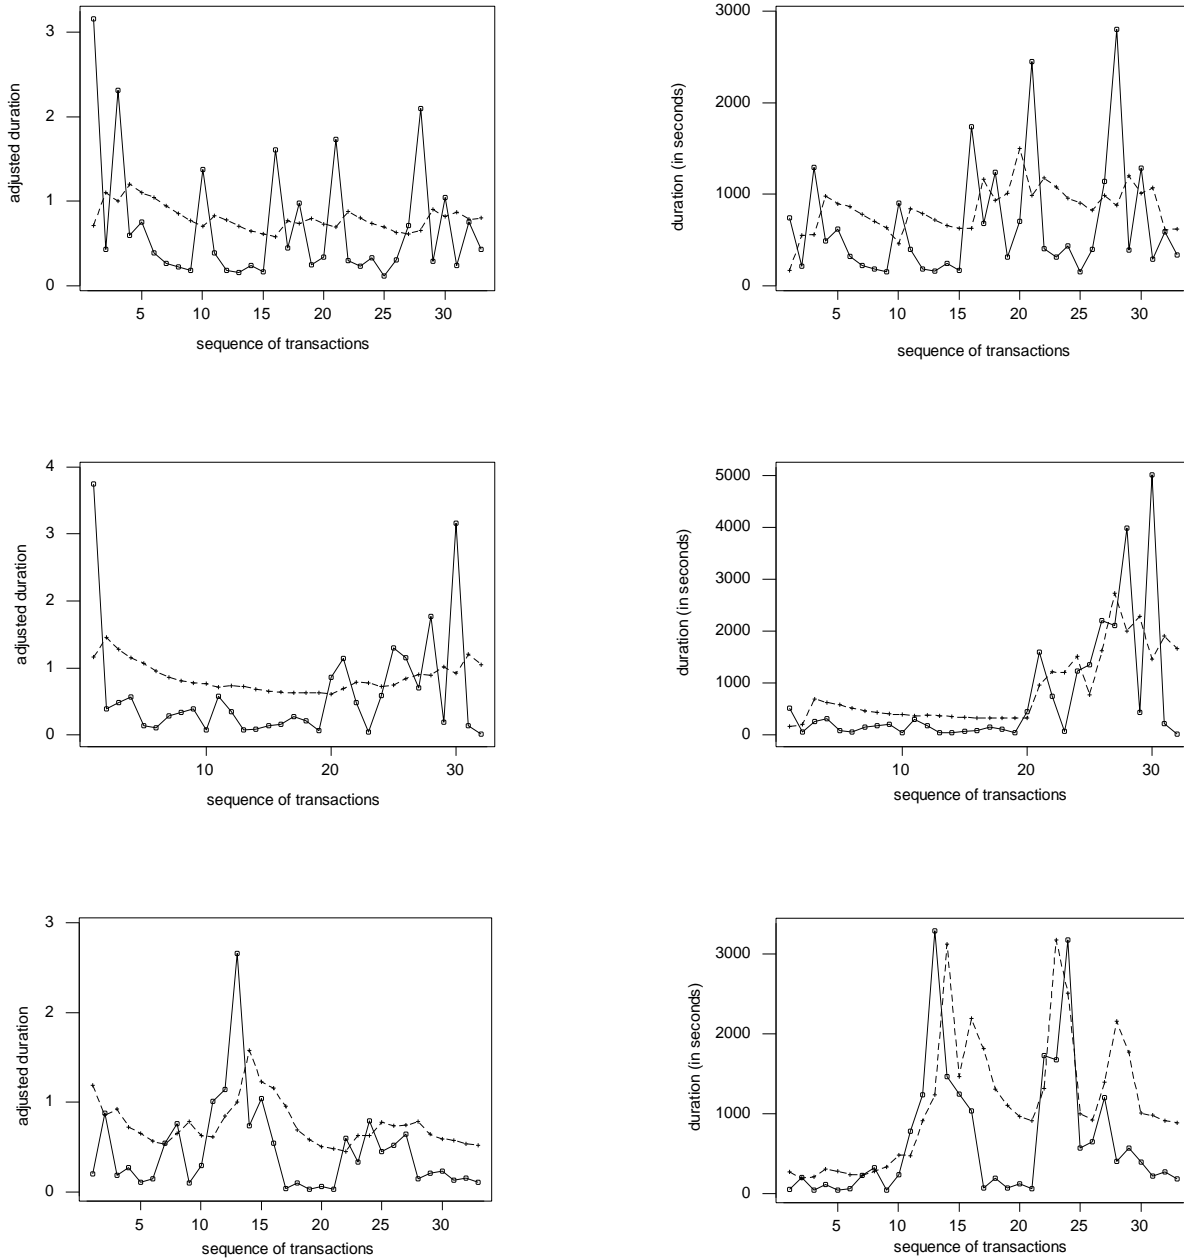 3
2
1
0
adjusted duration
5 10 15 20 25 30
sequence of transactions
3000
2000
1000
0
duration (in seconds)
5 10 15 20 25 30
sequence of transactions
4
3
2
1
0
adjusted duration
10 20 30
sequence of transactions
5000
4000
3000
2000
1000
0
duration (in seconds)
10 20 30
sequence of transactions
3
2
1
0
adjusted duration
5 10 15 20 25 30
sequence of transactions
3000
2000
1000
0
duration (in seconds)
5 10 15 20 25 30
sequence of transactions